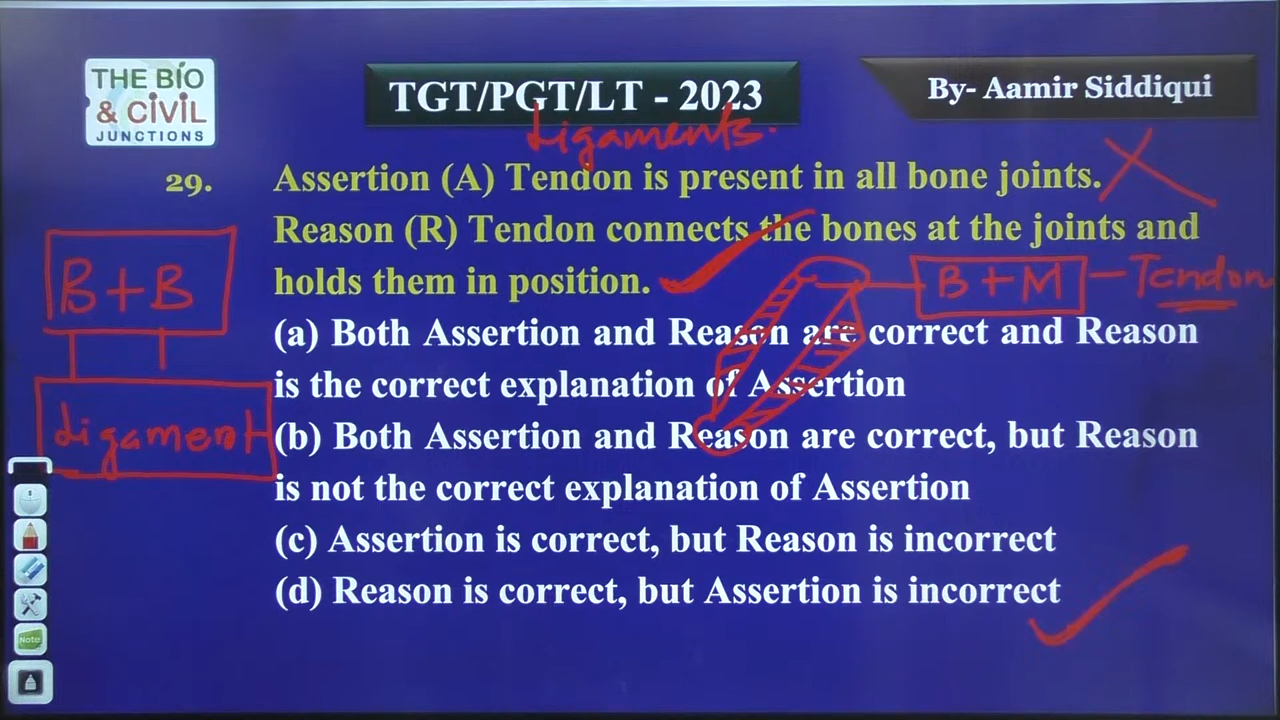 THE BIO
& CiViL
JUNCTIONS
TGT/PGT/LT - 2023
By- Aamir Siddiqui
Ligaments.
29. Assertion (A) Tendon is present in all bone joints.
Reason (R) Tendon connects the bones at the joints and
holds them in position.
B+B
B+M - Tendon
(a) Both Assertion and Reason are correct and Reason
is the correct explanation of Assertion
Ligament
(b) Both Assertion and Reason are correct, but Reason
is not the correct explanation of Assertion
(c) Assertion is correct, but Reason is incorrect
(d) Reason is correct, but Assertion is incorrect
Note